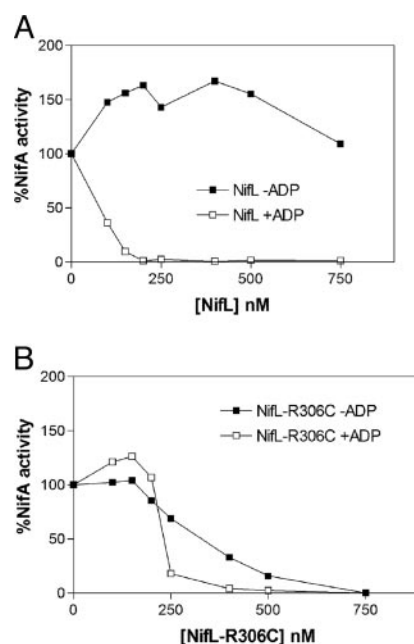 A
%NifA activity
200
150
100
50
0
NifL -ADP
NifL +ADP
0 250 500 750
[NifL] nM
B
%NifA activity
200
150
100
50
0
NifL-R306C -ADP
NifL-R306C +ADP
0 250 500 750
[NifL-R306C] nM